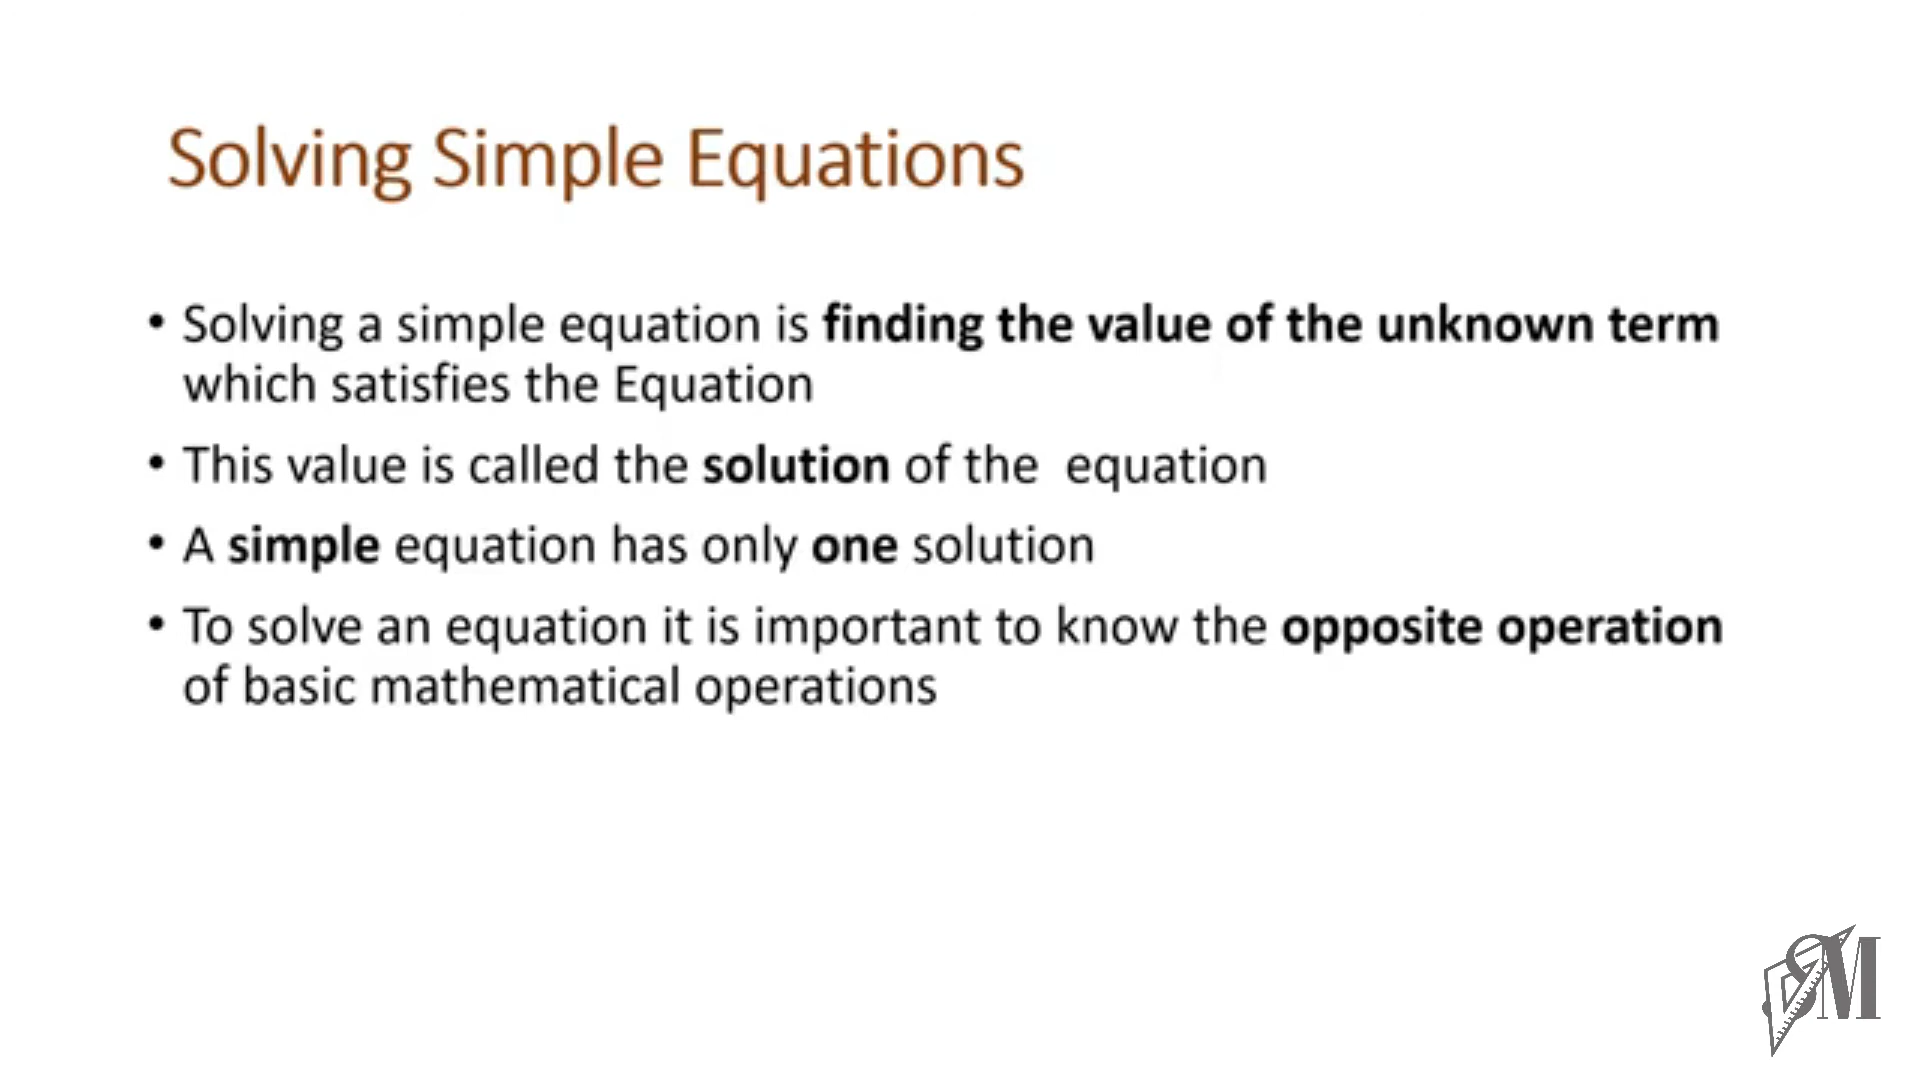 Solving Simple Equations
• Solving a simple equation is finding the value of the unknown term
which satisfies the Equation
• This value is called the solution of the  equation
• A simple equation has only one solution
• To solve an equation it is important to know the opposite operation
of basic mathematical operations
SM